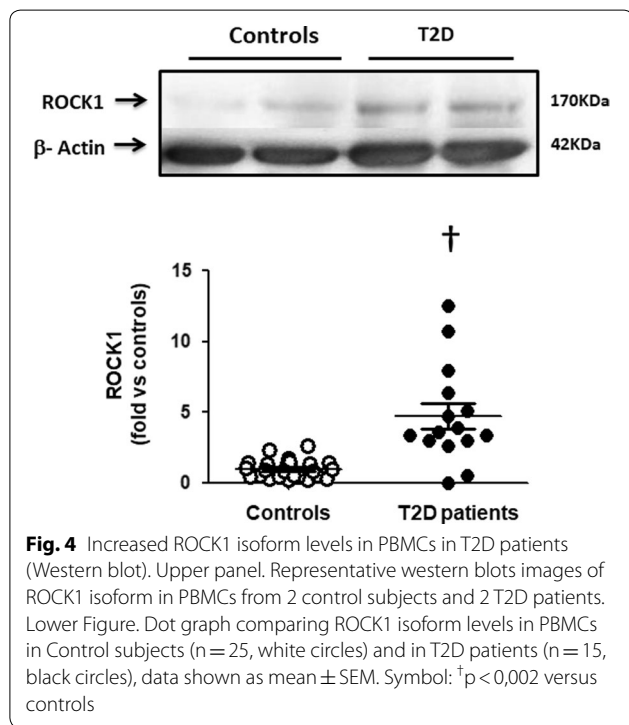 Controls T2D
ROCK1 170KDa
β- Actin 42KDa
†
15
10
5
0
ROCK1
(fold vs controls)
Controls T2D patients
Fig. 4 Increased ROCK1 isoform levels in PBMCs in T2D patients
(Western blot). Upper panel. Representative western blots images of
ROCK1 isoform in PBMCs from 2 control subjects and 2 T2D patients.
Lower Figure. Dot graph comparing ROCK1 isoform levels in PBMCs
in Control subjects (n = 25, white circles) and in T2D patients (n = 15,
black circles), data shown as mean ± SEM. Symbol: †p < 0,002 versus
controls